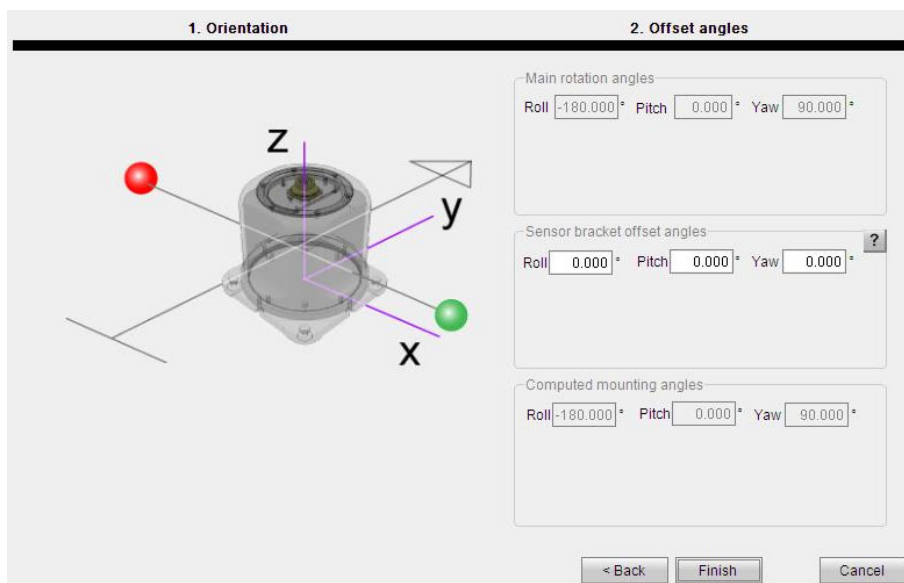 1. Orientation
2. Offset angles
Main rotation angles
Roll -180.000 ° Pitch 0.000 ° Yaw 90.000 °
z
y
x
Sensor bracket offset angles
?
Roll 0.000 ° Pitch 0.000 ° Yaw 0.000 °
Computed mounting angles
Roll -180.000 ° Pitch 0.000 ° Yaw 90.000 °
< Back Finish Cancel